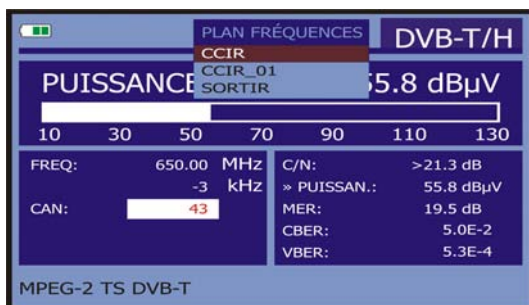 PLAN FRÉQUENCES
DVB-T/H
CCIR
CCIR_01
SORTIR
PUISSANCE
5.8 dBµV
10 30 50 70 90 110 130
FREQ: 650.00 MHz
-3 kHz
CAN: 43
C/N: >21.3 dB
» PUISSAN.: 55.8 dBµV
MER: 19.5 dB
CBER: 5.0E-2
VBER: 5.3E-4
MPEG-2 TS DVB-T